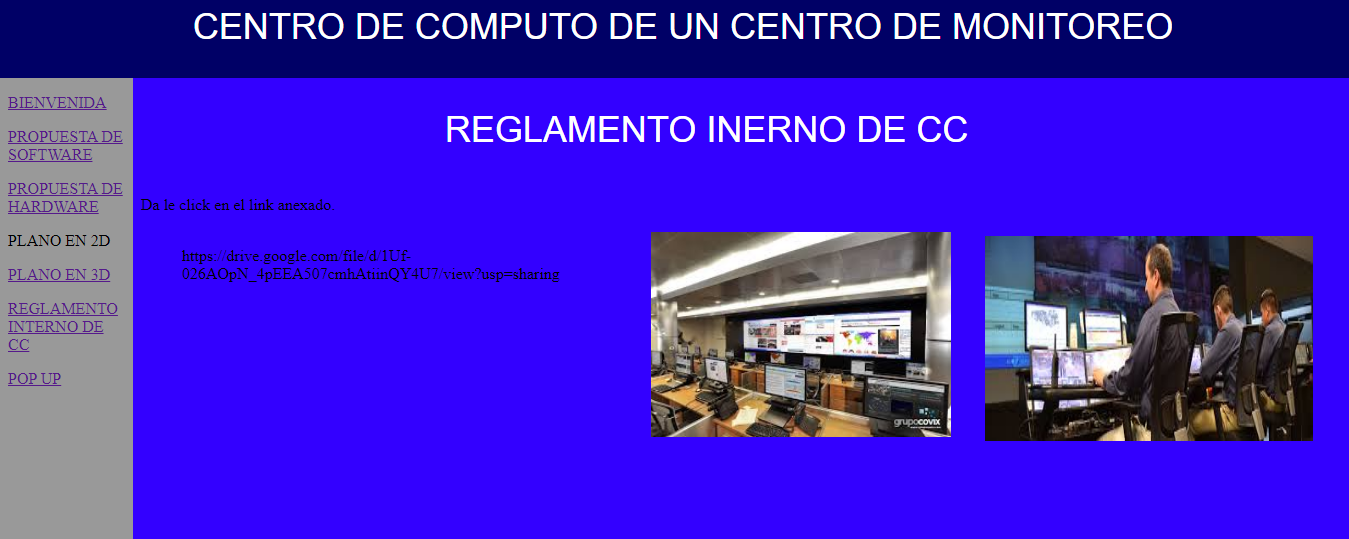 CENTRO DE COMPUTO DE UN CENTRO DE MONITOREO
BIENVENIDA
PROPUESTA DE
SOFTWARE
PROPUESTA DE
HARDWARE
PLANO EN 2D
PLANO EN 3D
REGLAMENTO
INTERNO DE
CC
POP UP
REGLAMENTO INERNO DE CC
Da le click en el link anexado.
https://drive.google.com/file/d/1Uf-
026AOpN_4pEEA507cmhAtiinQY4U7/view?usp=sharing
grupocovix